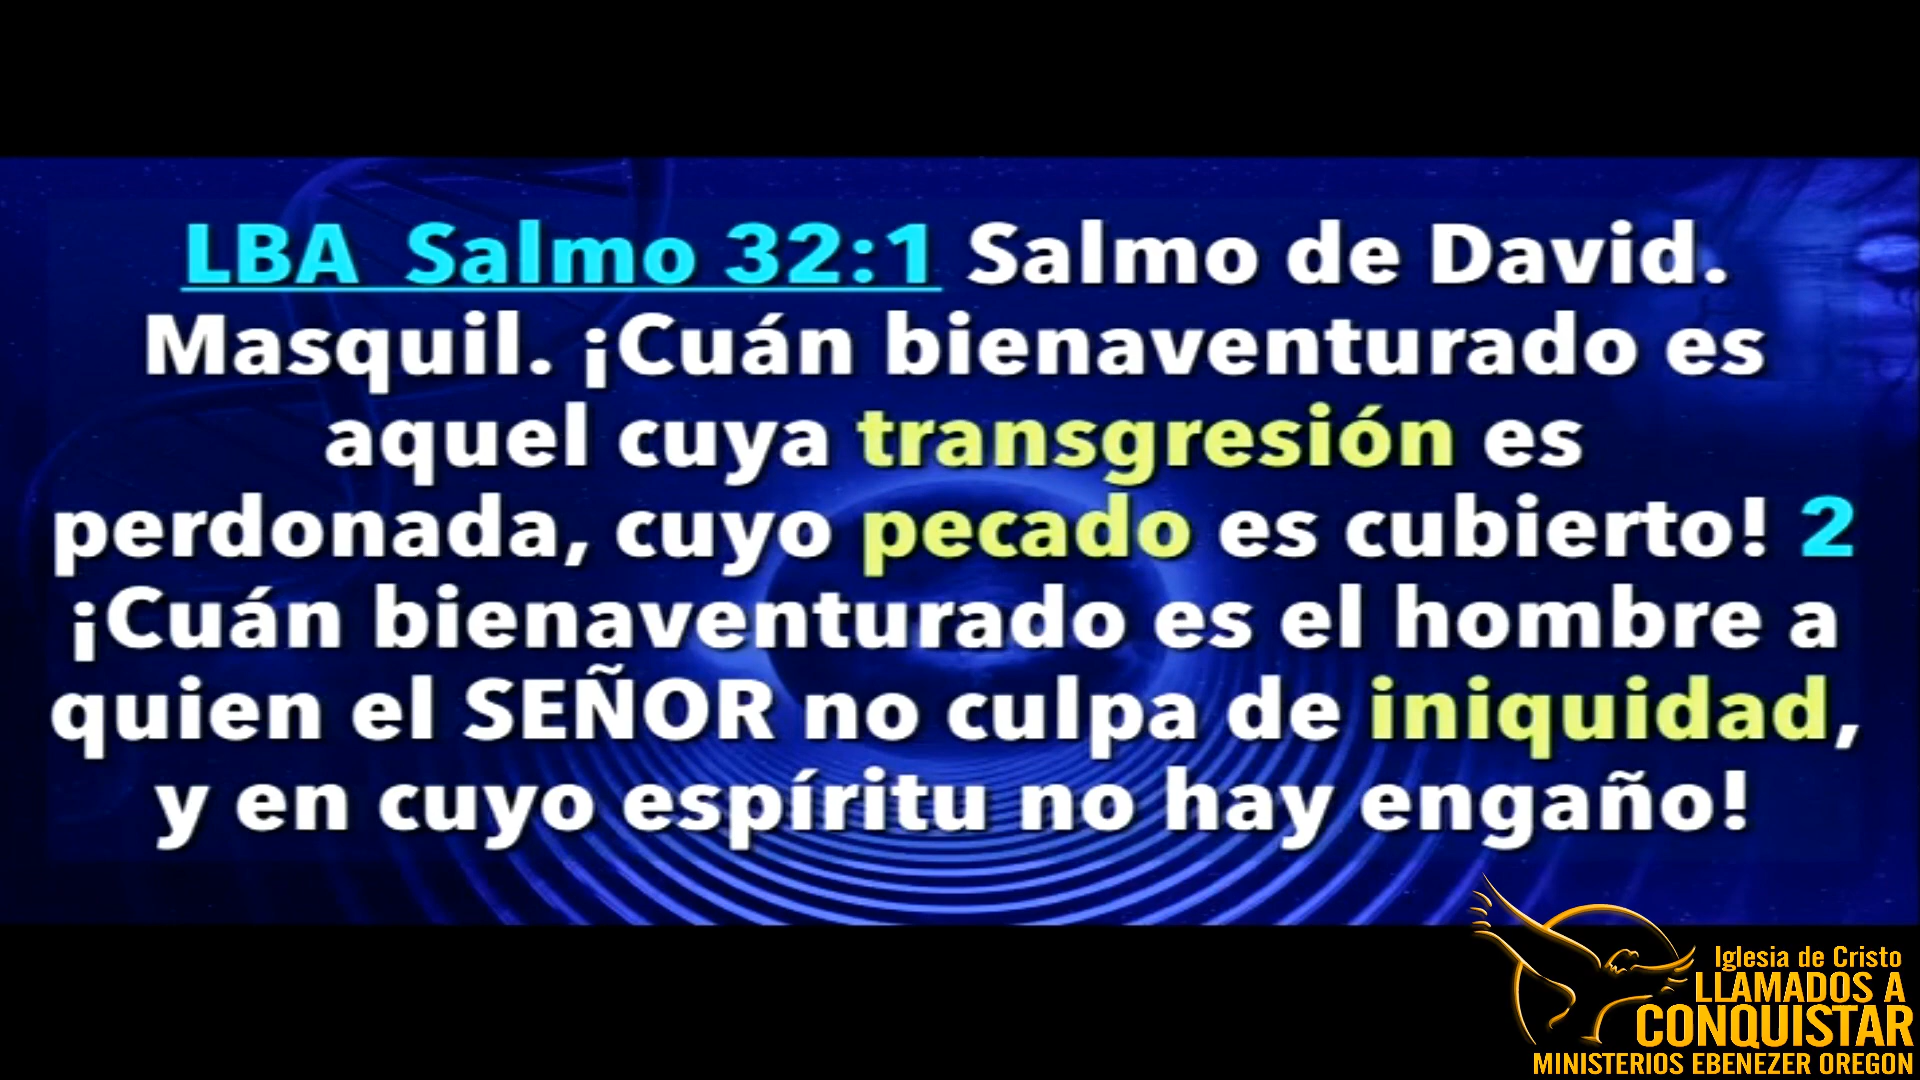 LBA Salmo 32:1 Salmo de David.
Masquil. ¡Cuán bienaventurado es
aquel cuya transgresión es
perdonada, cuyo pecado es cubierto! 2
¡Cuán bienaventurado es el hombre a
quien el SEÑOR no culpa de iniquidad,
y en cuyo espíritu no hay engaño!
Iglesia de Cristo
LLAMADOS A
CONQUISTAR
MINISTERIOS EBENEZER OREGON